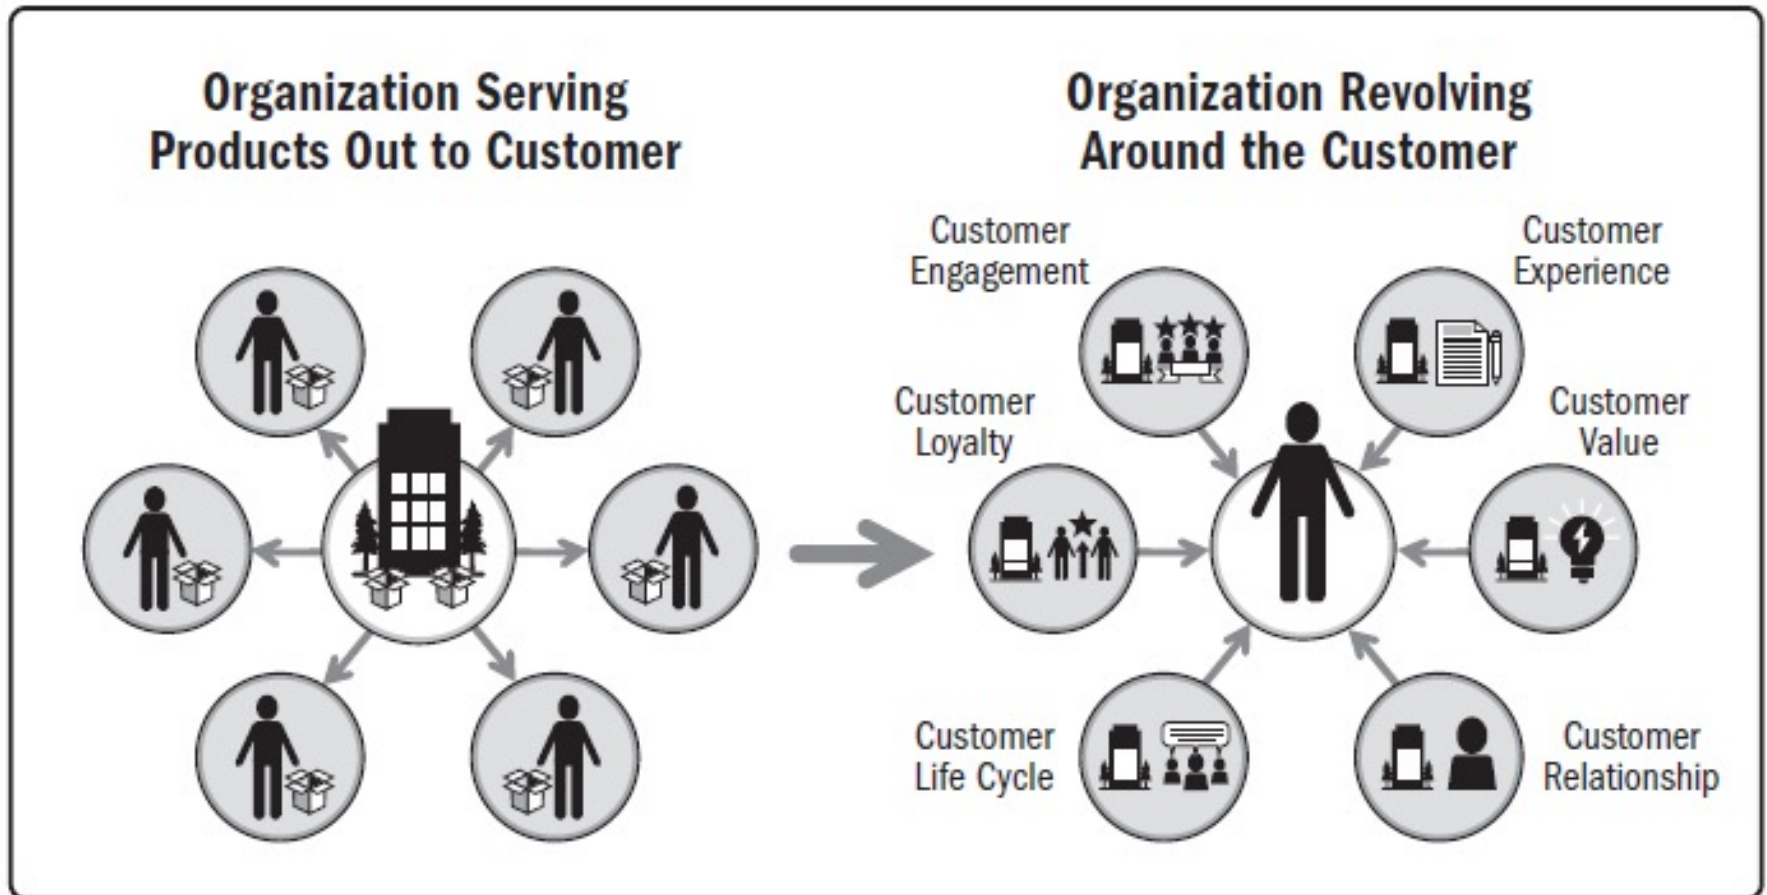 Organization Serving
Products Out to Customer
Organization Revolving
Around the Customer
Customer
Engagement
Customer
Experience
Customer
Loyalty
Customer
Value
Customer
Life Cycle
Customer
Relationship